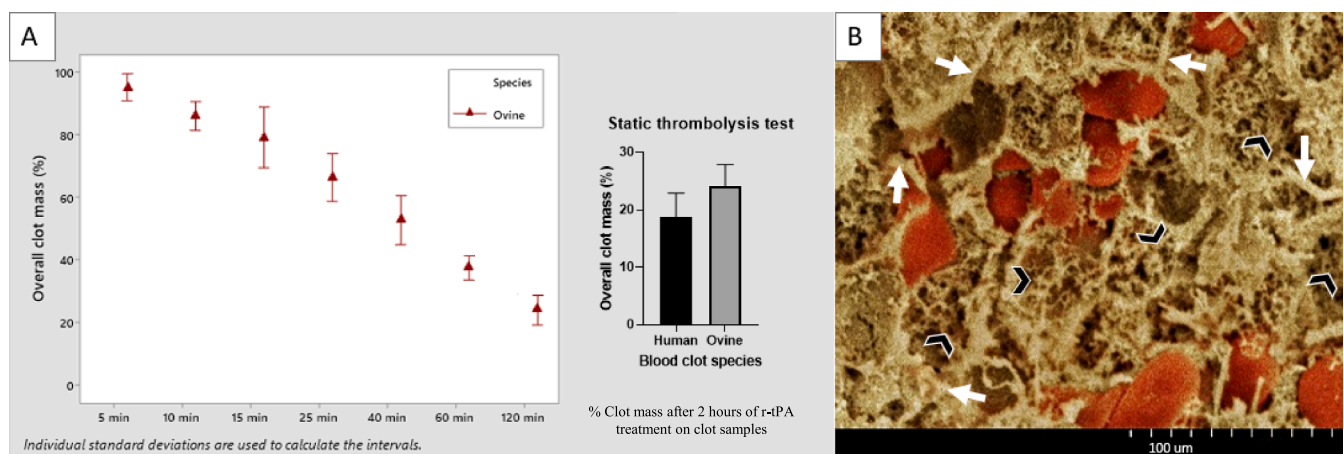 A
Overall clot mass (%)
100
80
60
40
20
0
Species
Ovine
5 min
10 min
15 min
25 min
40 min
60 min
120 min
Individual standard deviations are used to calculate the intervals.
Static thrombolysis test
Overall clot mass (%)
30
20
10
0
Human
Ovine
Blood clot species
% Clot mass after 2 hours of r-tPA
treatment on clot samples
B
100 um